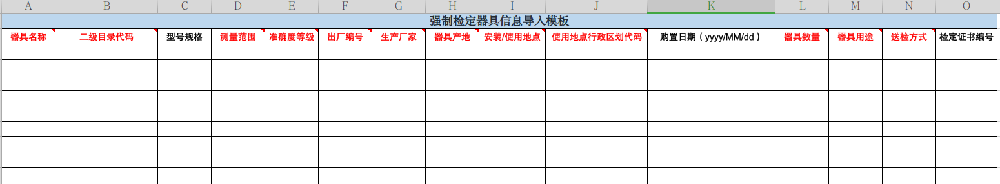 A B C D E F G H I J K L M N O
强制检定器具信息导入模板
器具名称 二级目录代码 型号规格 测量范围 准确度等级 出厂编号 生产厂家 器具产地 安装/使用地点 使用地点行政区划代码 购置日期（yyyy/MM/dd） 器具数量 器具用途 送检方式 检定证书编号